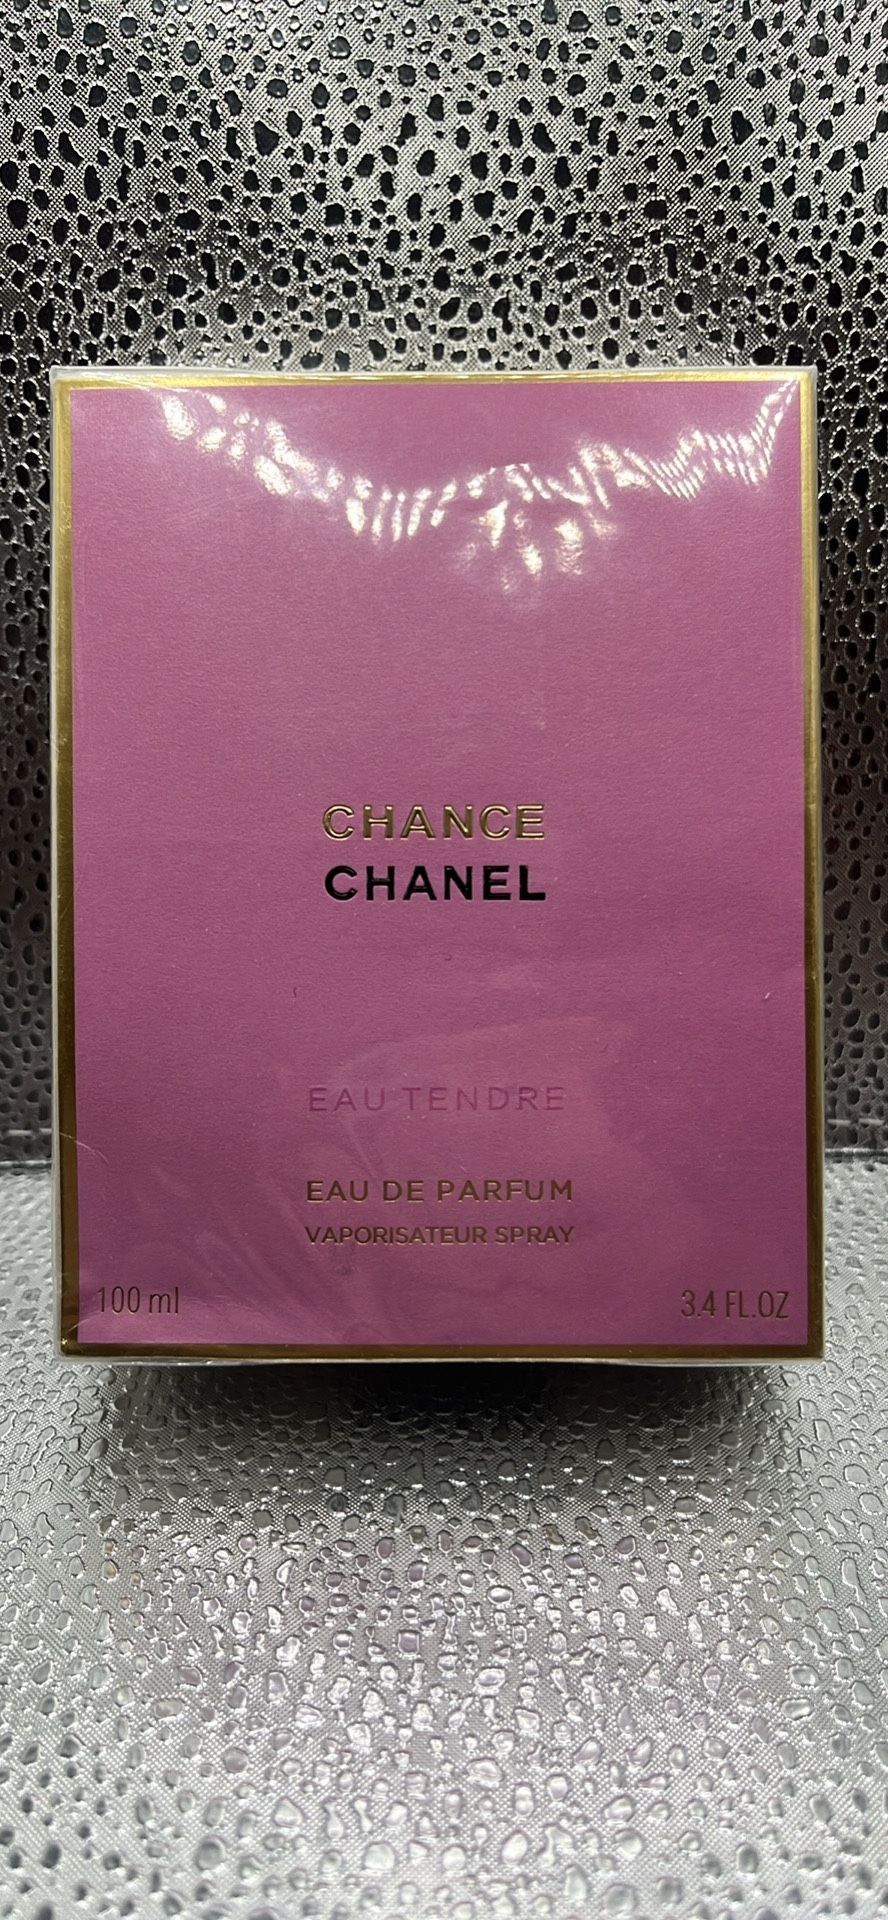 CHANCE
CHANEL
EAU TENDRE
EAU DE PARFUM
VAPORISATEUR SPRAY
100 ml
3.4 FL.OZ